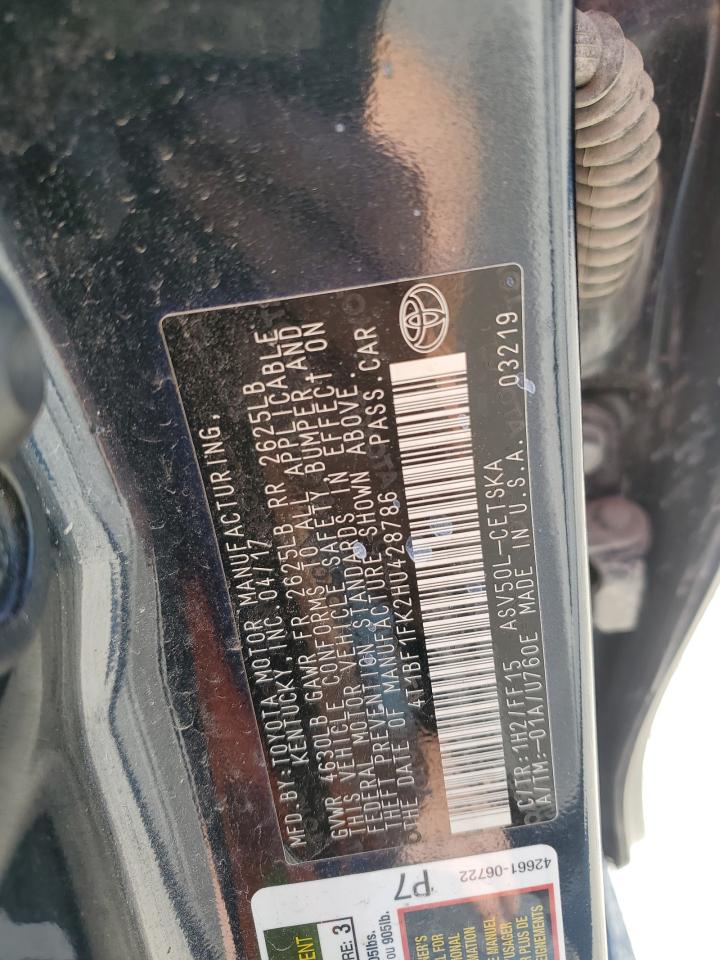 MFD.BY:TOYOTA MOTOR MANUFACTURING,
KENTUCKY,INC. 04/17
GVWR 4630LB GAWR FR 2625LB RR 2625LB
THIS VEHICLE CONFORMS TO ALL APPLICABLE
FEDERAL MOTOR VEHICLE SAFETY,BUMPER AND
THEFT PREVENTION STANDARDS IN EFFECT ON
THE DATE OF MANUFACTURE SHOWN ABOVE.
4T1BF1FK2HU428786 PASS.CAR
C/TR:1H2/FF15 ASV50L-CETSKA
A/TM:-01A/U760E MADE IN U.S.A. 03219
42661-06722
P7
3
905lb.
ou